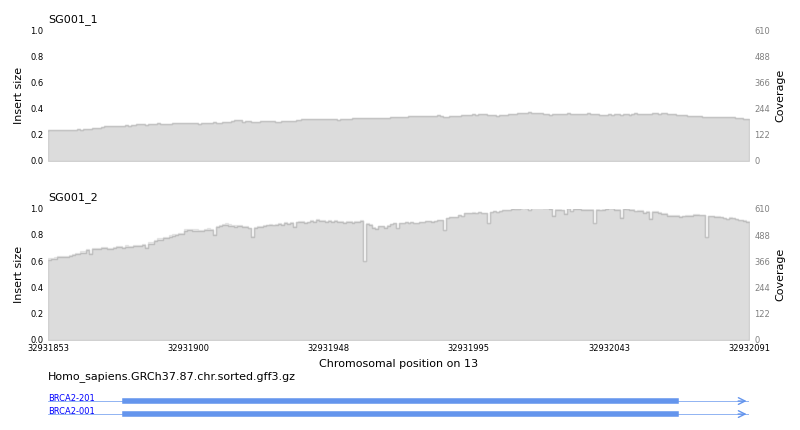 SG001_1
1.0 610
0.8 488
0.6 366
0.4 244
0.2 122
0.0 0
Insert size
Coverage
SG001_2
1.0 610
0.8 488
0.6 366
0.4 244
0.2 122
0.0 0
Insert size
Coverage
32931853 32931900 32931948 32931995 32932043 32932091
Chromosomal position on 13
Homo_sapiens.GRCh37.87.chr.sorted.gff3.gz
BRCA2-201
BRCA2-001